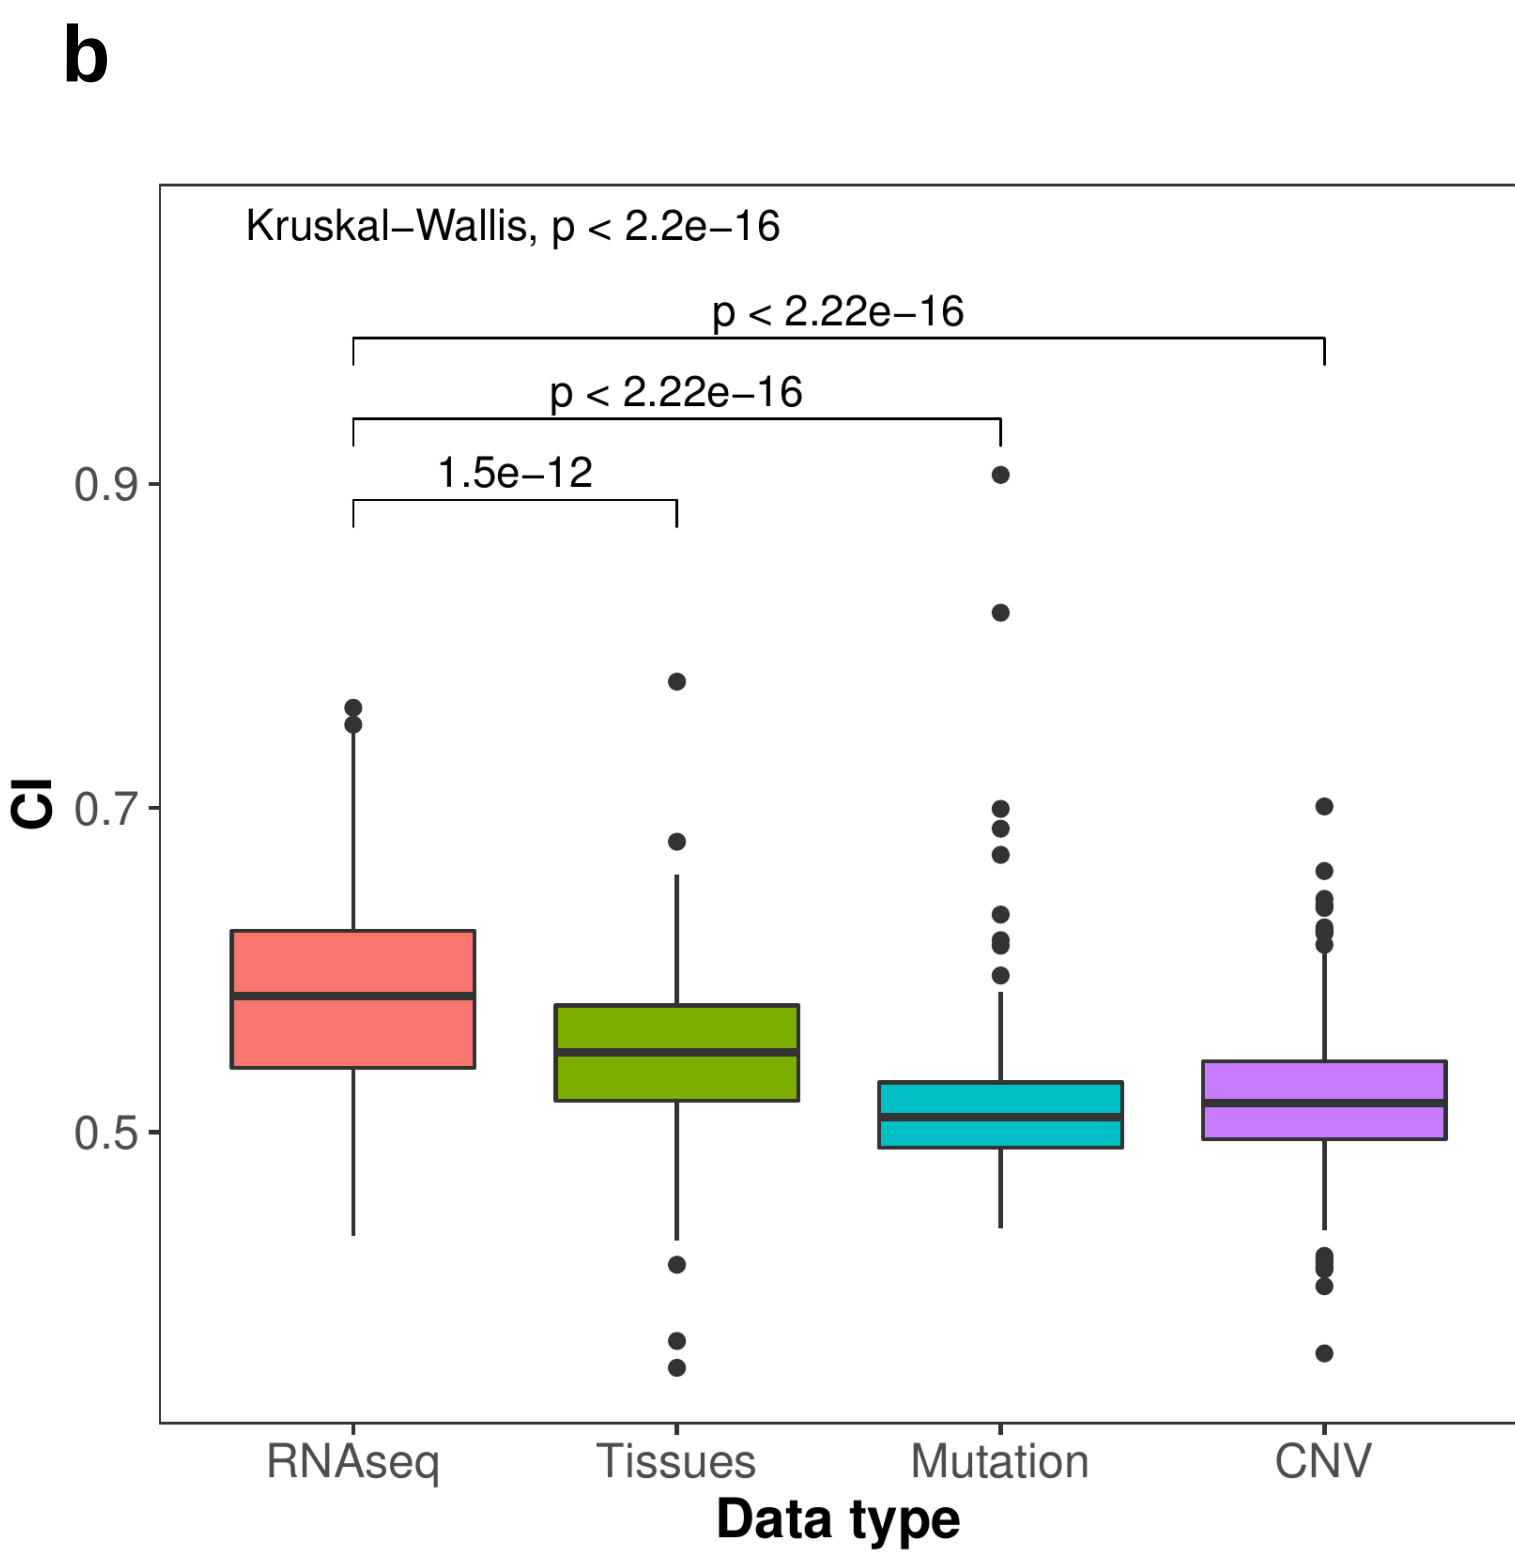 b
Kruskal−Wallis, p < 2.2e−16
p < 2.22e−16
p < 2.22e−16
1.5e−12
0.9
0.7
0.5
CI
RNAseq
Tissues
Mutation
CNV
Data type